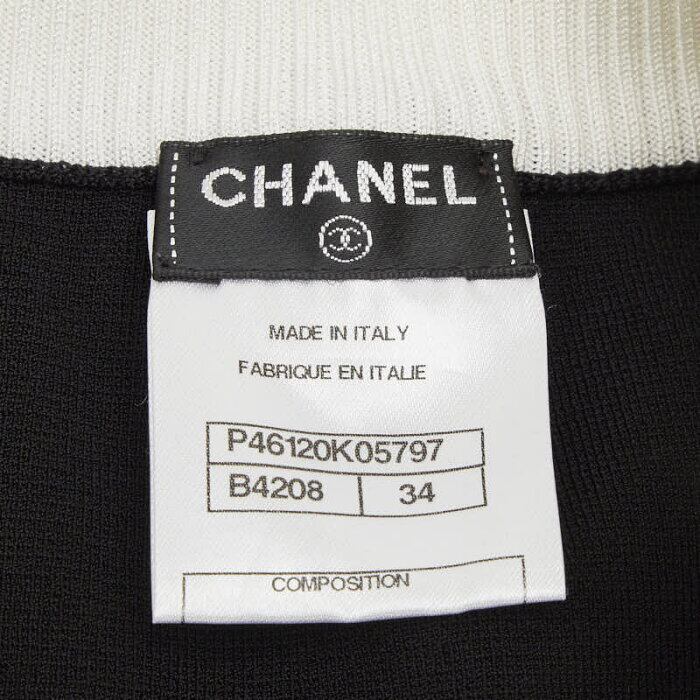 CHANEL
MADE IN ITALY
FABRIQUE EN ITALIE
P46120K05797
B4208 34
COMPOSITION